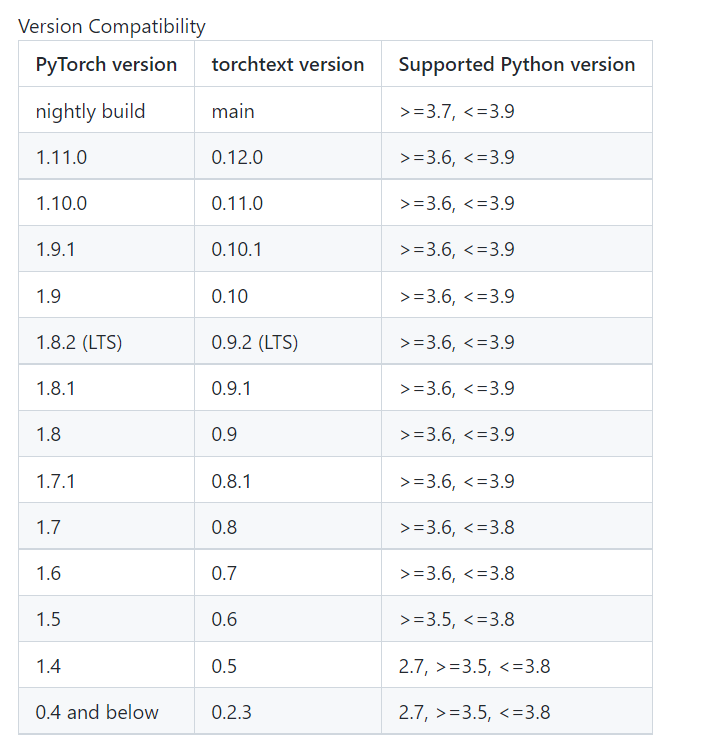 Version Compatibility
PyTorch version torchtext version Supported Python version
nightly build main >=3.7, <=3.9
1.11.0 0.12.0 >=3.6, <=3.9
1.10.0 0.11.0 >=3.6, <=3.9
1.9.1 0.10.1 >=3.6, <=3.9
1.9 0.10 >=3.6, <=3.9
1.8.2 (LTS) 0.9.2 (LTS) >=3.6, <=3.9
1.8.1 0.9.1 >=3.6, <=3.9
1.8 0.9 >=3.6, <=3.9
1.7.1 0.8.1 >=3.6, <=3.9
1.7 0.8 >=3.6, <=3.8
1.6 0.7 >=3.6, <=3.8
1.5 0.6 >=3.5, <=3.8
1.4 0.5 2.7, >=3.5, <=3.8
0.4 and below 0.2.3 2.7, >=3.5, <=3.8